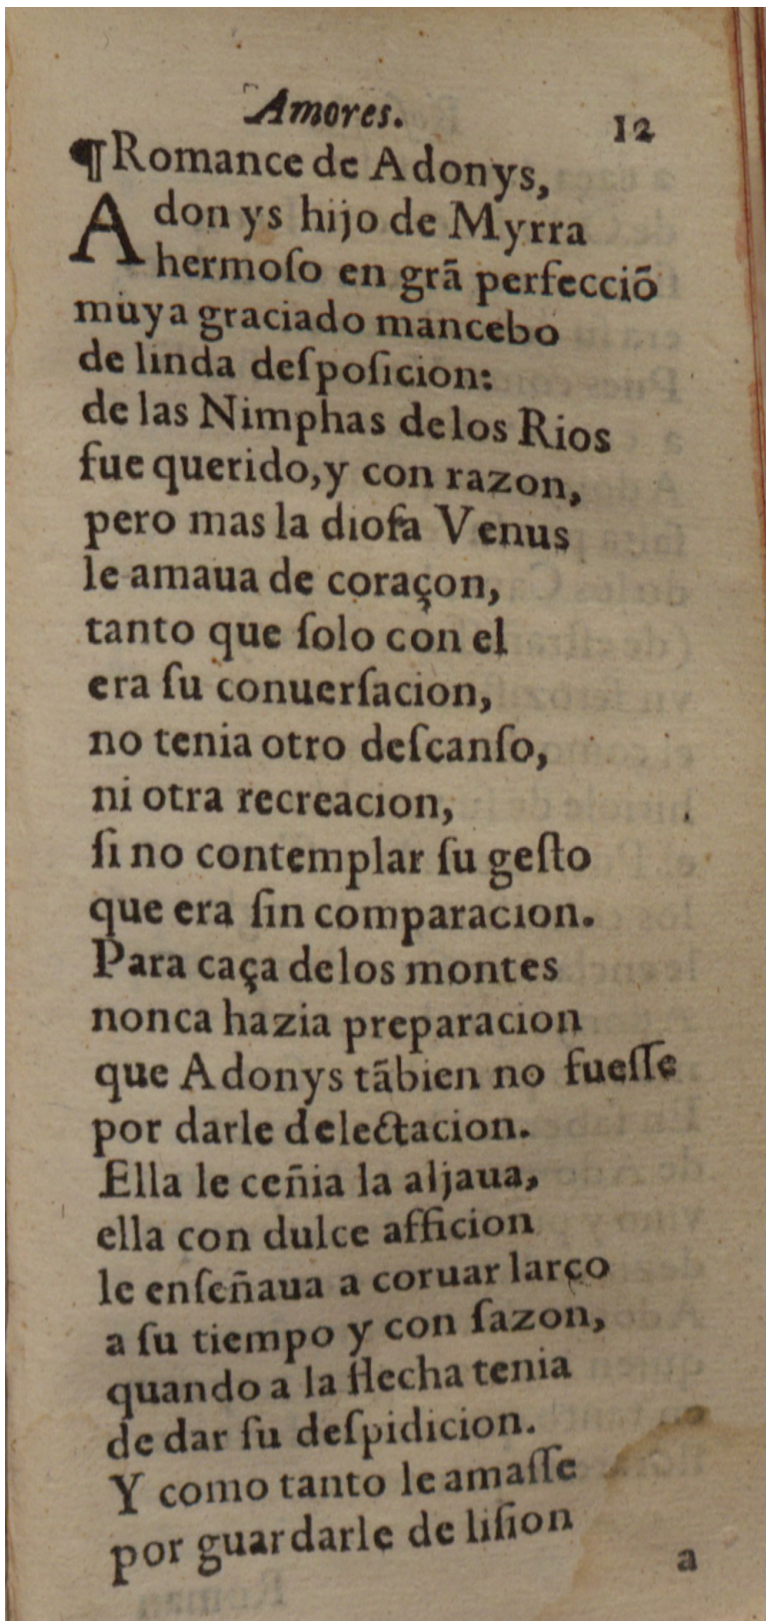 Amores. 12
¶Romance de Adonys,
Adonys hijo de Myrra
hermoſo en grã perfecciõ
muy a graciado mancebo
de linda deſpoſicion:
de las Nimphas delos Rios
fue querido, y con razon,
pero mas la dioſa Venus
le amaua de coraçon,
tanto que ſolo con el
era ſu conuerſacion,
no tenia otro deſcanſo,
ni otra recreacion,
ſi no contemplar ſu geſto
que era ſin comparacion.
Para caça delos montes
nonca hazia preparacion
que Adonys tãbien no fueſſe
por darle delectacion.
Ella le ceñia la aljaua,
ella con dulce afficion
le enſeñaua a coruar larco
a ſu tiempo y con ſazon,
quando a la flecha tenia
de dar ſu deſpidicion.
Y como tanto le amaſſe
por guardarle de liſion
a